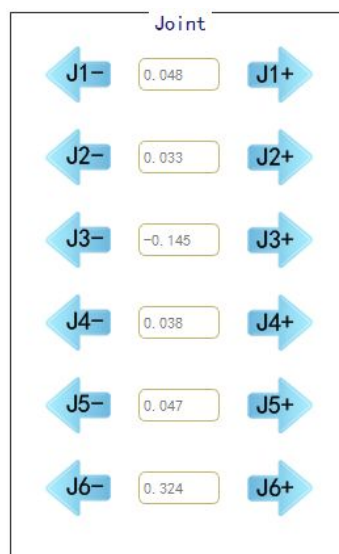 Joint
J1- 0.048 J1+
J2- 0.033 J2+
J3- -0.145 J3+
J4- 0.038 J4+
J5- 0.047 J5+
J6- 0.324 J6+